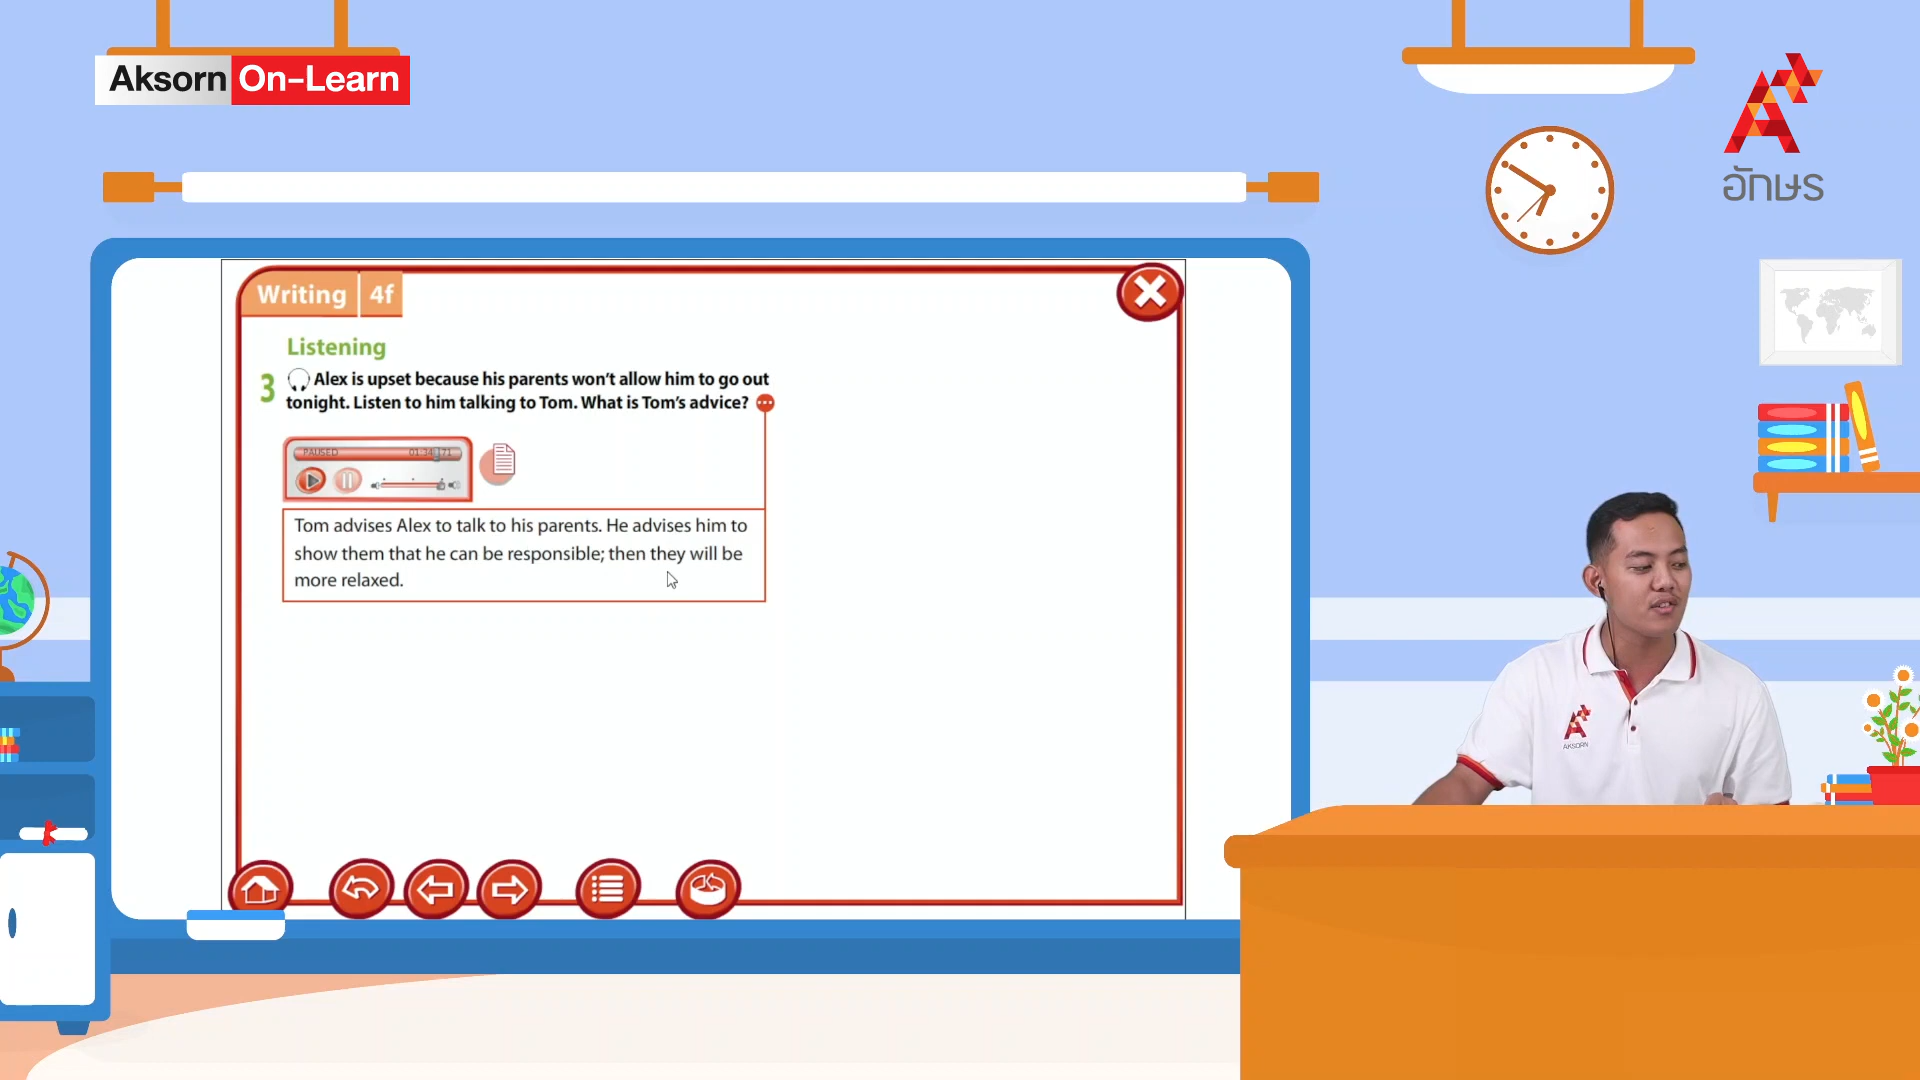 Aksorn On-Learn
อักษร
Writing 4f
Listening
3 Alex is upset because his parents won't allow him to go out
tonight. Listen to him talking to Tom. What is Tom's advice?
PAUSED
Tom advises Alex to talk to his parents. He advises him to
show them that he can be responsible; then they will be
more relaxed.
AKSORN